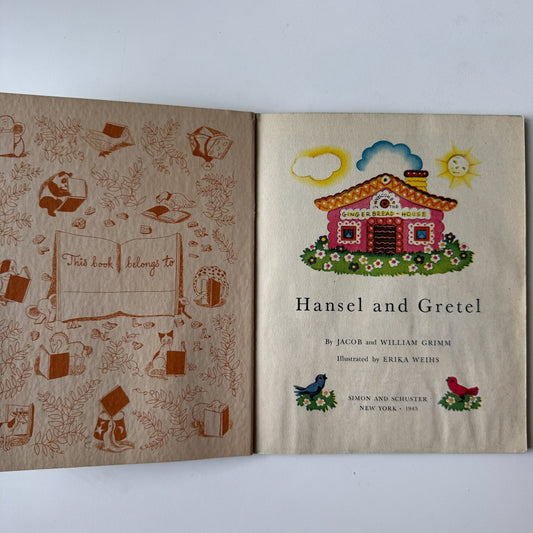 This book belongs to
GINGER BREAD-HOUSE
Hansel and Gretel
By JACOB and WILLIAM GRIMM
Illustrated by ERIKA WEIHS
SIMON AND SCHUSTER
NEW YORK · 1945